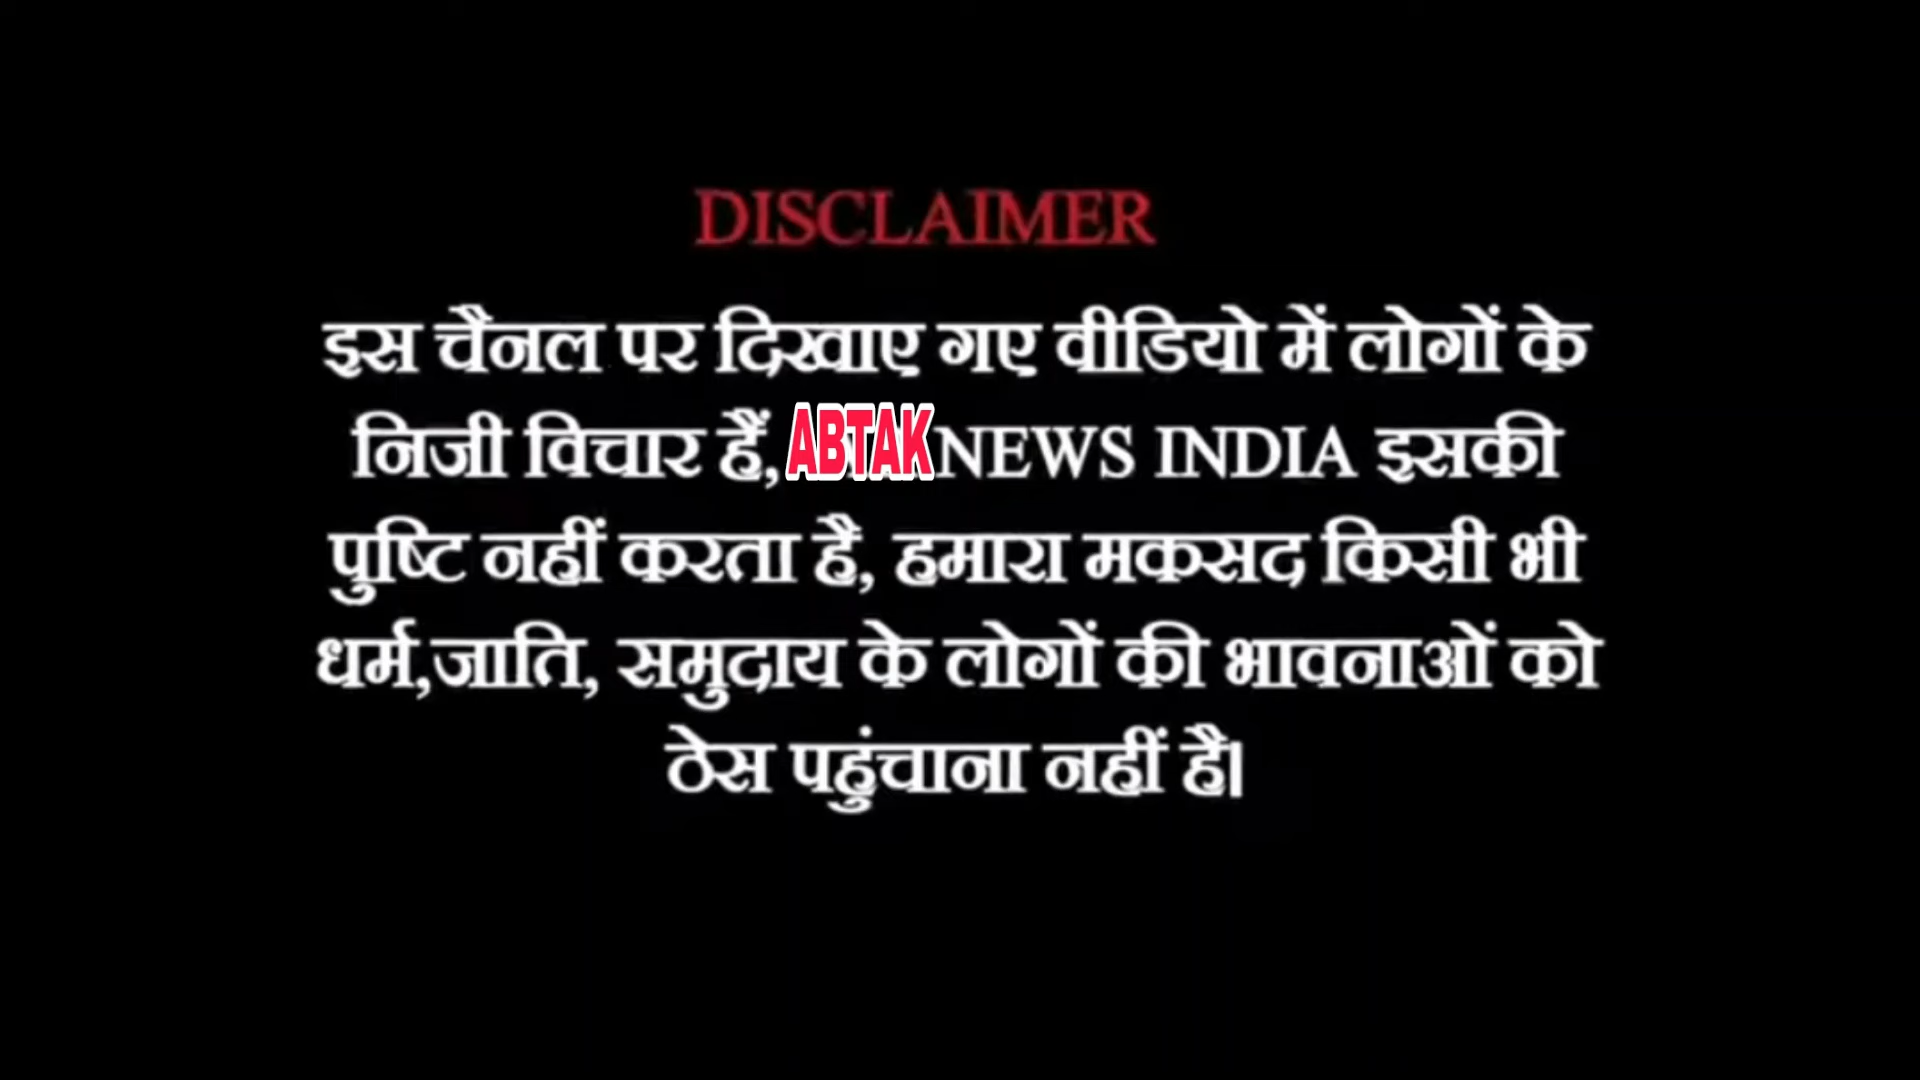 DISCLAIMER
इस चैनल पर दिखाए गए वीडियो में लोगों के
निजी विचार हैं, ABTAK NEWS INDIA इसकी
पुष्टि नहीं करता है, हमारा मकसद किसी भी
धर्म,जाति, समुदाय के लोगों की भावनाओं को
ठेस पहुंचाना नहीं है।